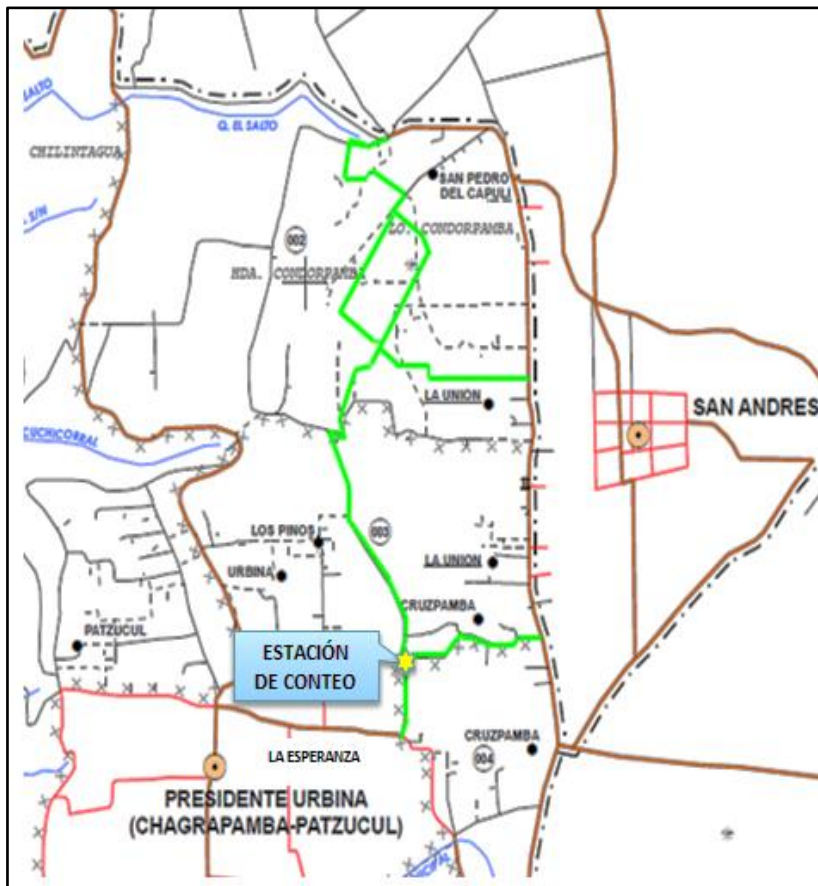 Q. EL SALTO
CHILINTAGUA
SAN PEDRO
DEL CAPULI
002
LO. CONDORPAMBA
HDA. CONDORPAMBA
LA UNION
SAN ANDRES
CUCHICORRAL
LOS PINOS
003
URBINA
LA UNION
CRUZPAMBA
PATZUCUL
ESTACIÓN
DE CONTEO
CRUZPAMBA
LA ESPERANZA
004
PRESIDENTE URBINA
(CHAGRAPAMBA-PATZUCUL)